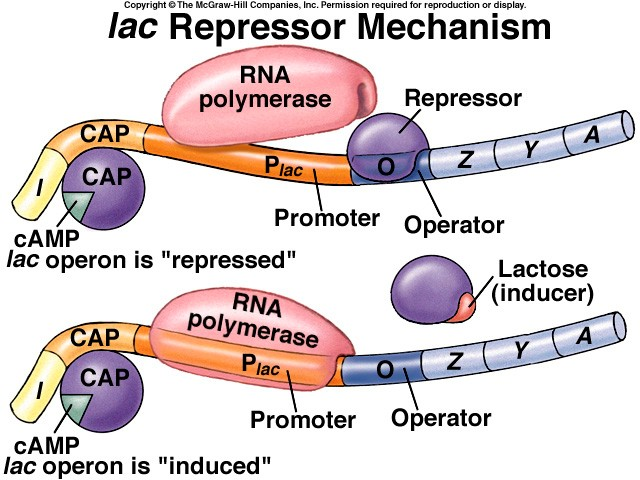 Copyright © The McGraw-Hill Companies, Inc. Permission required for reproduction or display.
lac Repressor Mechanism
RNA
polymerase
Repressor
CAP
P lac
O
Z
Y
A
I
CAP
Promoter
Operator
cAMP
lac operon is "repressed"
Lactose
(inducer)
RNA
polymerase
CAP
P lac
O
Z
Y
A
I
CAP
Promoter
Operator
cAMP
lac operon is "induced"